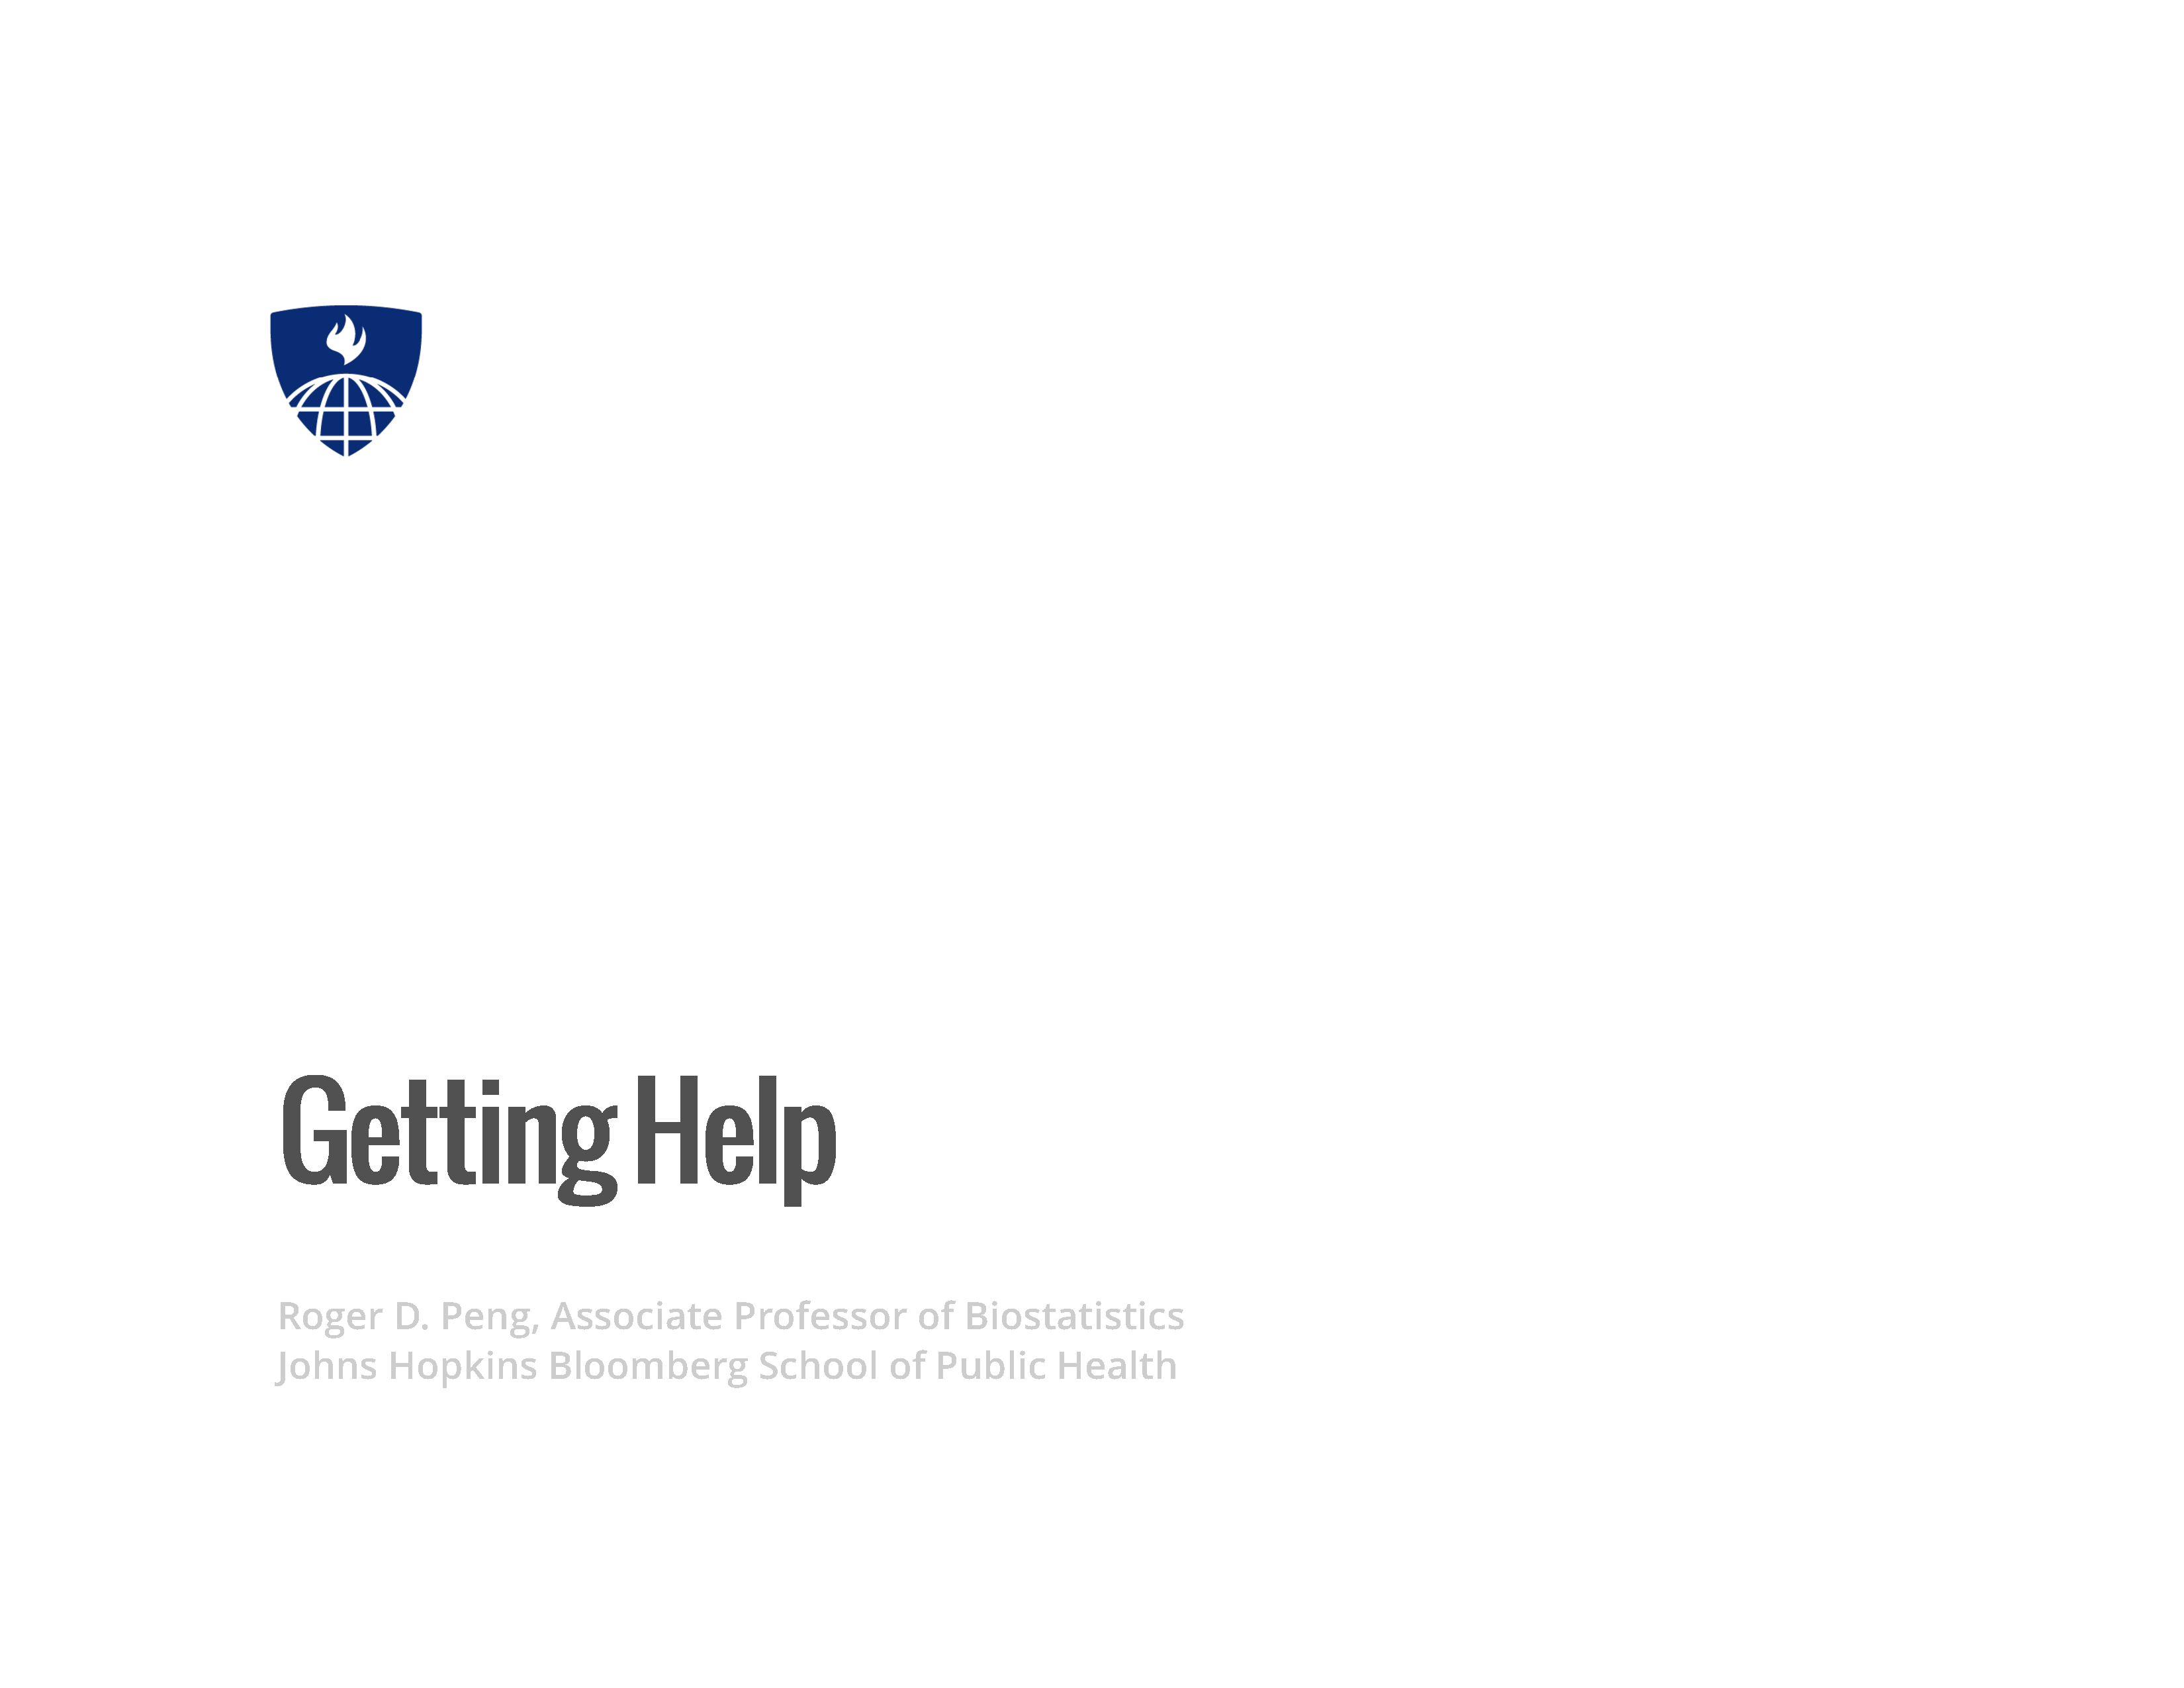 Getting Help
Roger D. Peng, Associate Professor of Biostatistics
Johns Hopkins Bloomberg School of Public Health